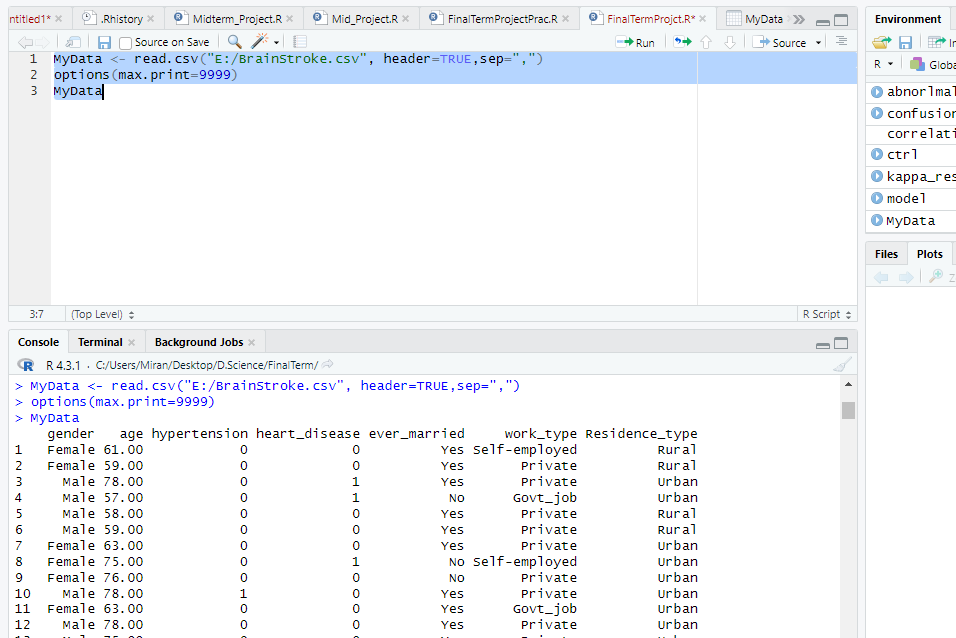 ntitled1* .Rhistory Midterm_Project.R Mid_Project.R FinalTermProjectPrac.R FinalTermProjct.R* MyData
Source on Save Run Source
1 MyData <- read.csv("E:/BrainStroke.csv", header=TRUE,sep=",")
2 options(max.print=9999)
3 MyData
3:7 (Top Level) R Script
Environment
R Globa
abnorlmal
confusion
correlati
ctrl
kappa_res
model
MyData
Files Plots
Console Terminal Background Jobs
R 4.3.1 · C:/Users/Miran/Desktop/D.Science/FinalTerm/
> MyData <- read.csv("E:/BrainStroke.csv", header=TRUE,sep=",")
> options(max.print=9999)
> MyData
gender age hypertension heart_disease ever_married work_type Residence_type
1 Female 61.00 0 0 Yes Self-employed Rural
2 Female 59.00 0 0 Yes Private Rural
3 Male 78.00 0 1 Yes Private Urban
4 Male 57.00 0 1 No Govt_job Urban
5 Male 58.00 0 0 Yes Private Rural
6 Male 59.00 0 0 Yes Private Rural
7 Female 63.00 0 0 Yes Private Urban
8 Female 75.00 0 1 No Self-employed Urban
9 Female 76.00 0 0 No Private Urban
10 Male 78.00 1 0 Yes Private Urban
11 Female 63.00 0 0 Yes Govt_job Urban
12 Male 78.00 0 0 Yes Private Urban